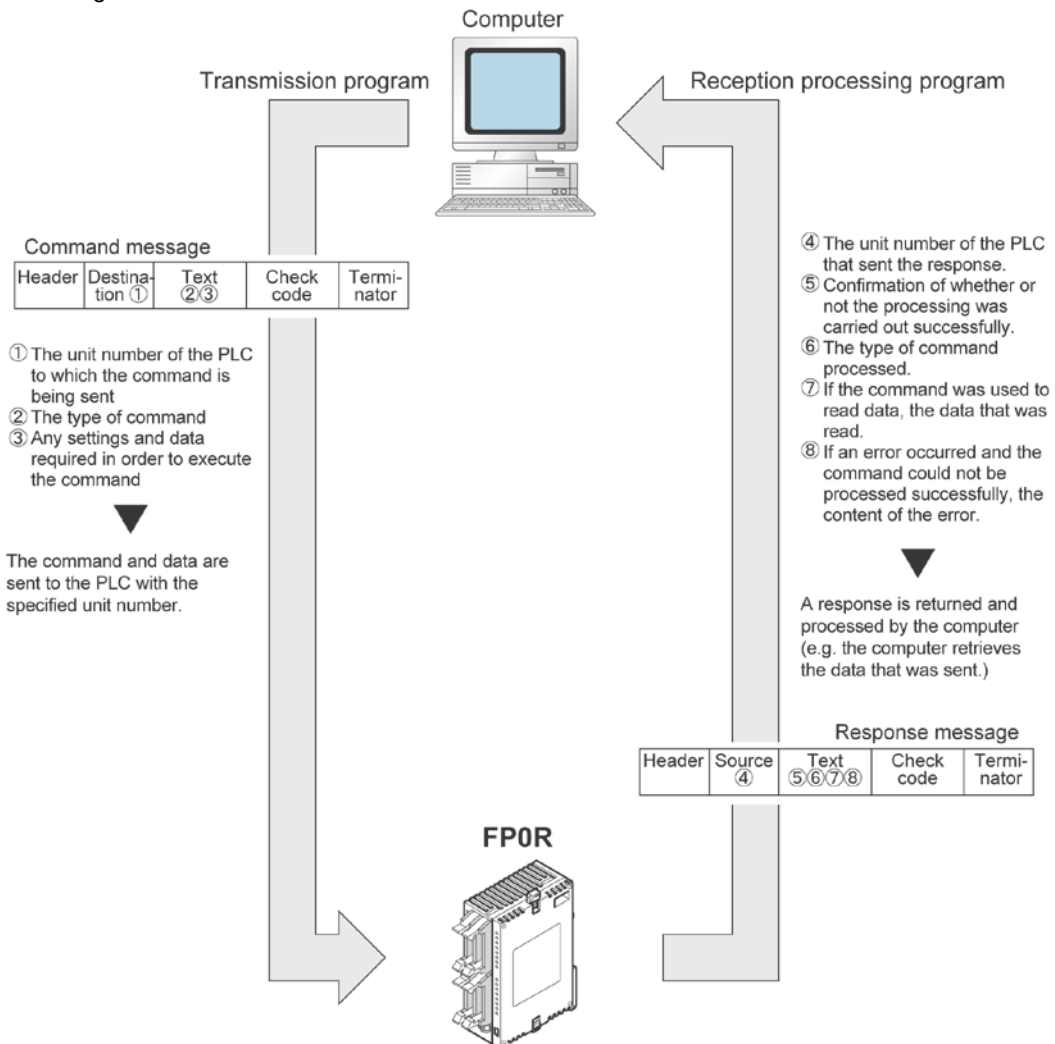 Computer
Transmission program
Reception processing program
Command message
Header
Destina-
tion ①
Text
②③
Check
code
Termi-
nator
① The unit number of the PLC
to which the command is
being sent
② The type of command
③ Any settings and data
required in order to execute
the command
The command and data are
sent to the PLC with the
specified unit number.
④ The unit number of the PLC
that sent the response.
⑤ Confirmation of whether or
not the processing was
carried out successfully.
⑥ The type of command
processed.
⑦ If the command was used to
read data, the data that was
read.
⑧ If an error occurred and the
command could not be
processed successfully, the
content of the error.
A response is returned and
processed by the computer
(e.g. the computer retrieves
the data that was sent.)
Response message
Header
Source
④
Text
⑤⑥⑦⑧
Check
code
Termi-
nator
FP0R